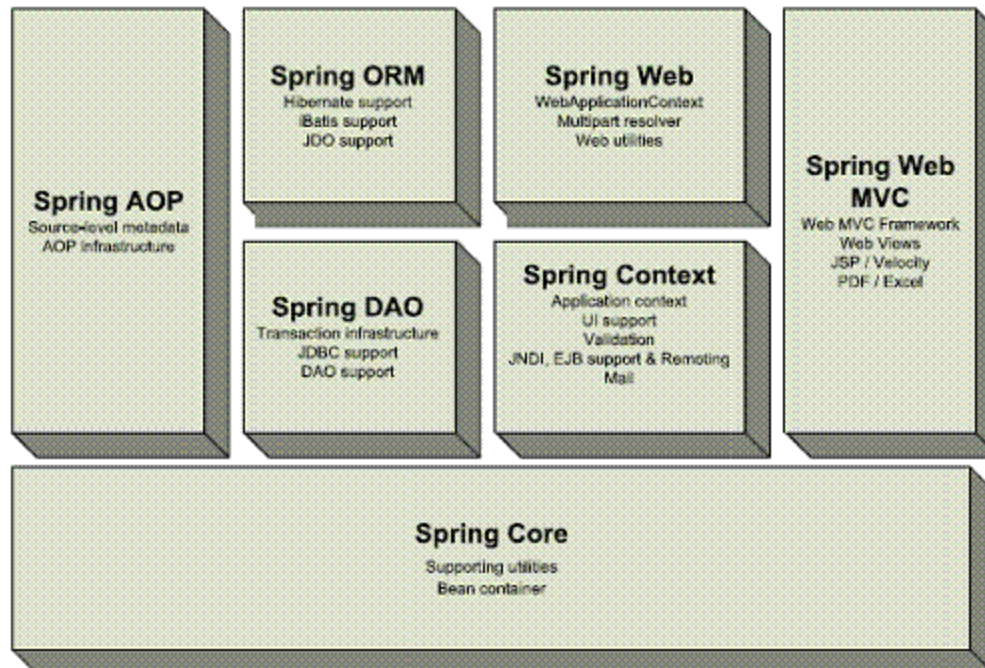 Spring AOP
Source-level metadata
AOP infrastructure
Spring ORM
Hibernate support
iBatis support
JDO support
Spring DAO
Transaction infrastructure
JDBC support
DAO support
Spring Web
WebApplicationContext
Multipart resolver
Web utilities
Spring Context
Application context
UI support
Validation
JNDI, EJB support & Remoting
Mail
Spring Web
MVC
Web MVC Framework
Web Views
JSP / Velocity
PDF / Excel
Spring Core
Supporting utilities
Bean container